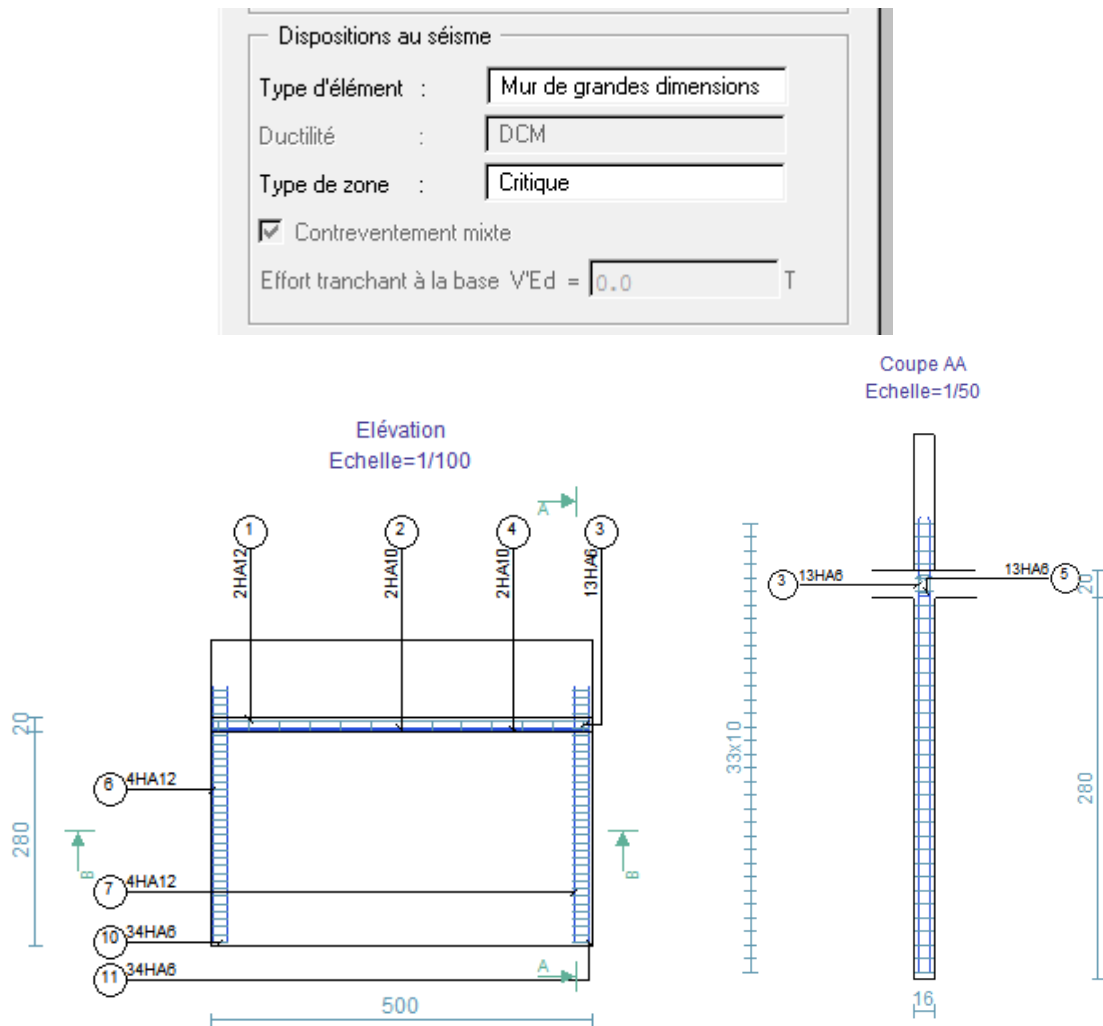 Dispositions au séisme
Type d'élément : Mur de grandes dimensions
Ductilité : DCM
Type de zone : Critique
Contreventement mixte
Effort tranchant à la base V'Ed = 0.0 T
Coupe AA
Echelle=1/50
Elévation
Echelle=1/100
A
1
2
4
3
2HA12
2HA10
2HA10
13HA6
3 13HA6
13HA6 5
20
20
33x10
6 4HA12
280
280
B
B
7 4HA12
10 34HA6
11 34HA6
A
500
16